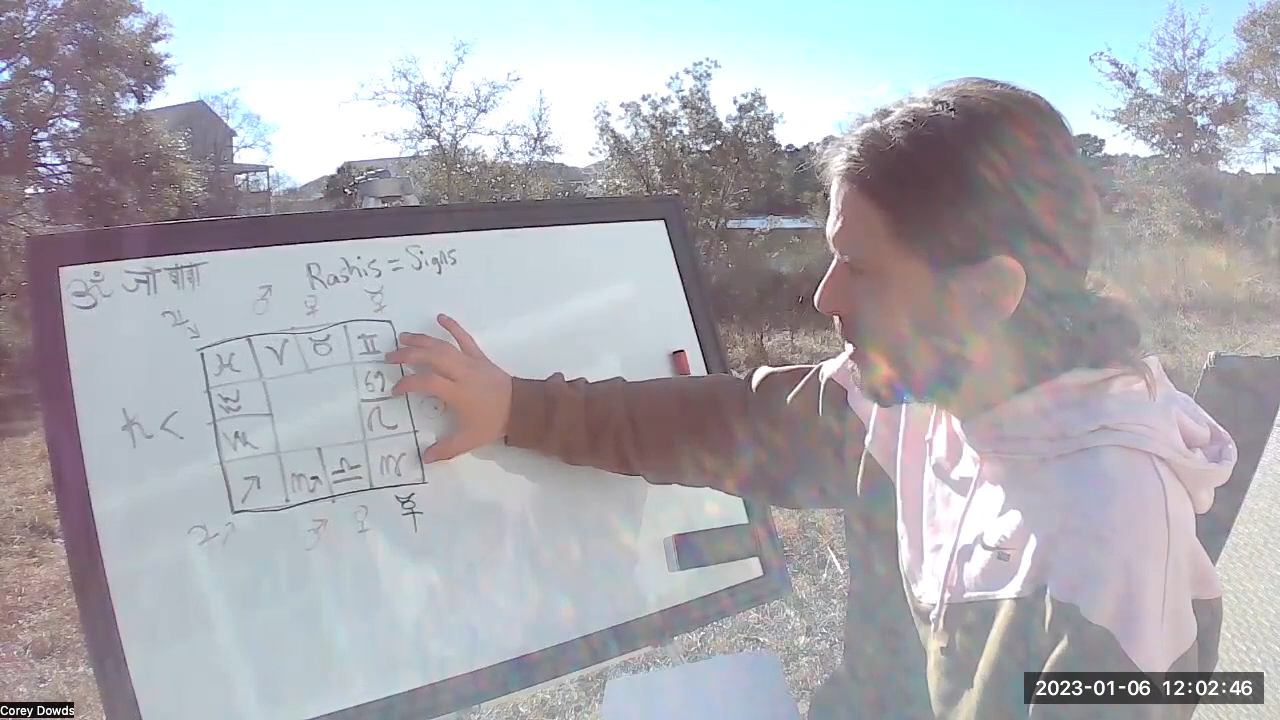 ॐ जो बाबा
Rashis = Signs
♃ ♂ ♀ ☿
♓ ♈ ♉ ♊
♒ ♋
♄ <
♑ ♌
♐ ♏ ♎ ♍
♃ ♂ ♀ ☿
2023-01-06 12:02:46
Corey Dowds